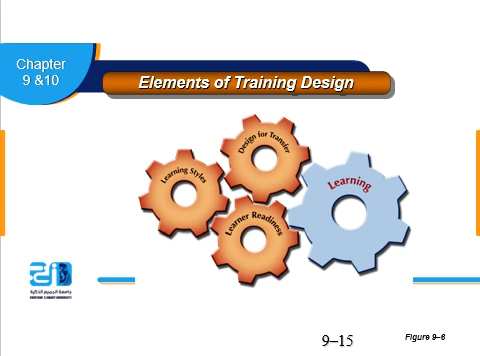 Chapter
9 &10
Elements of Training Design
Design for Transfer
Learning Styles
Learning
Learner Readiness
9–15
Figure 9–6